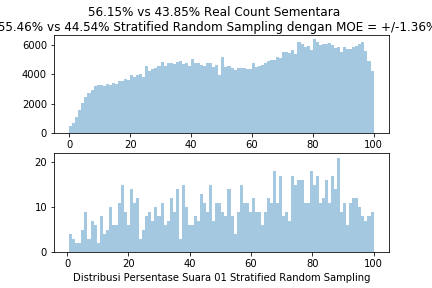 56.15% vs 43.85% Real Count Sementara
55.46% vs 44.54% Stratified Random Sampling dengan MOE = +/-1.36%
6000
4000
2000
0
0 20 40 60 80 100
20
10
0
0 20 40 60 80 100
Distribusi Persentase Suara 01 Stratified Random Sampling